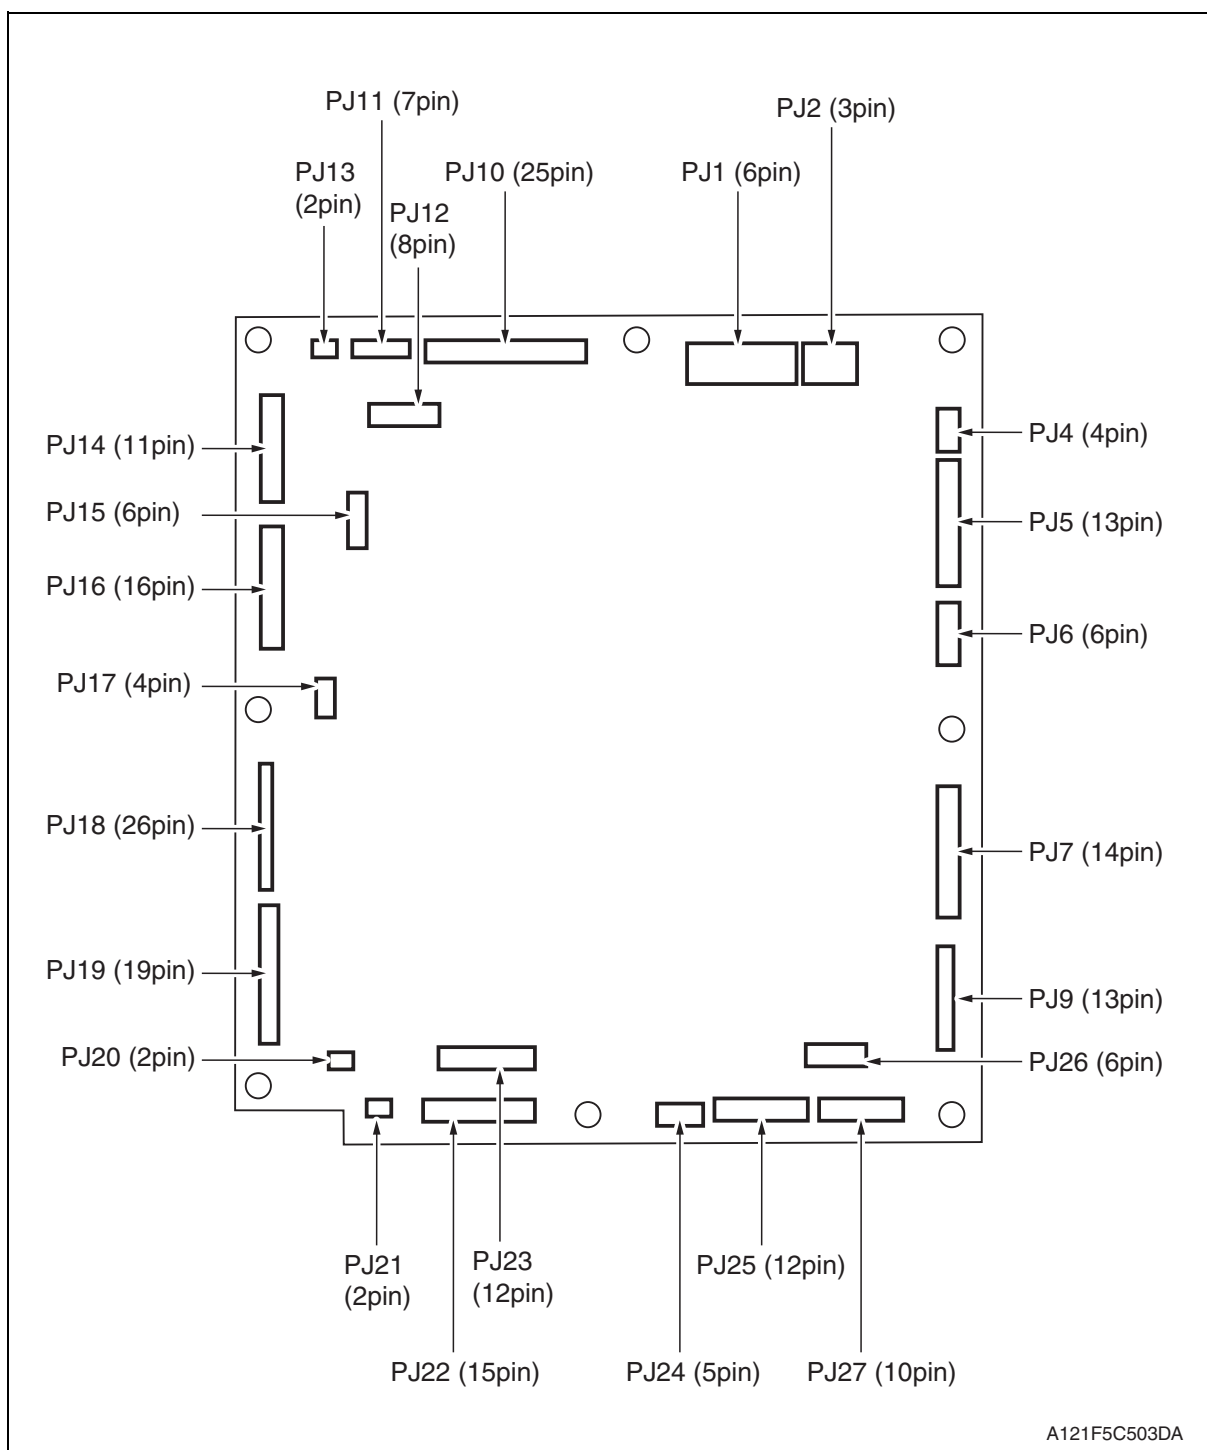 PJ11 (7pin)
PJ2 (3pin)
PJ13
(2pin)
PJ10 (25pin)
PJ1 (6pin)
PJ12
(8pin)
PJ14 (11pin)
PJ4 (4pin)
PJ15 (6pin)
PJ5 (13pin)
PJ16 (16pin)
PJ6 (6pin)
PJ17 (4pin)
PJ18 (26pin)
PJ7 (14pin)
PJ19 (19pin)
PJ9 (13pin)
PJ20 (2pin)
PJ26 (6pin)
PJ21
(2pin)
PJ23
(12pin)
PJ25 (12pin)
PJ22 (15pin)
PJ24 (5pin)
PJ27 (10pin)
A121F5C503DA